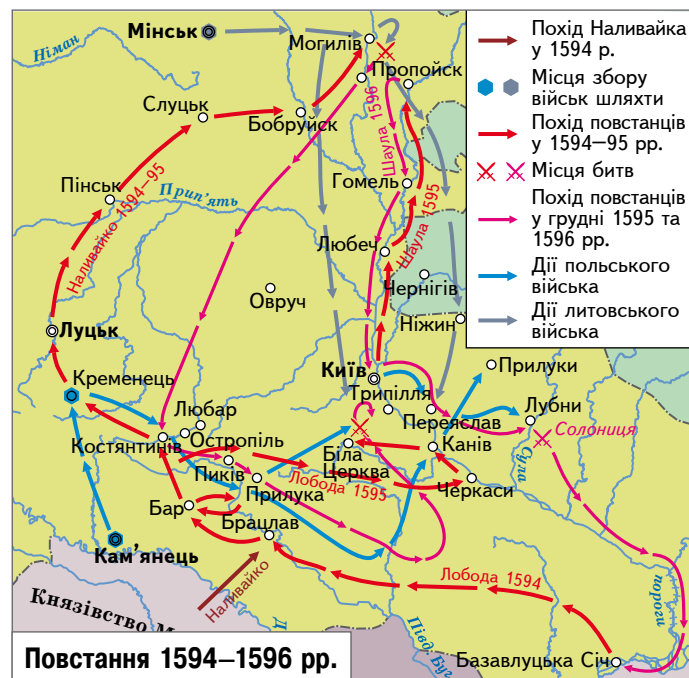 Мінськ
Могилів
Німан
Пропойск
Слуцьк
Бобруйск
Шаула 1596
Пінськ
Прип'ять
Гомель
Наливайко 1594–95
Любеч
Шаула 1595
Овруч
Чернігів
Луцьк
Ніжин
Київ
Прилуки
Кременець
Трипілля
Любар
Переяслав
Лубни
Костянтинів
Остропіль
Солониця
Пиків
Біла
Церква
Канів
Сула
Лобода 1595
Прилука
Черкаси
Бар
Брацлав
Кам'янець
Наливайко
Лобода 1594
пороги
Князівство М
Д
Півд. Буг
Базавлуцька Січ
Повстання 1594–1596 рр.
Похід Наливайка
у 1594 р.
Місця збору
військ шляхти
Похід повстанців
у 1594–95 рр.
Місця битв
Похід повстанців
у грудні 1595 та
1596 рр.
Дії польського
війська
Дії литовського
війська